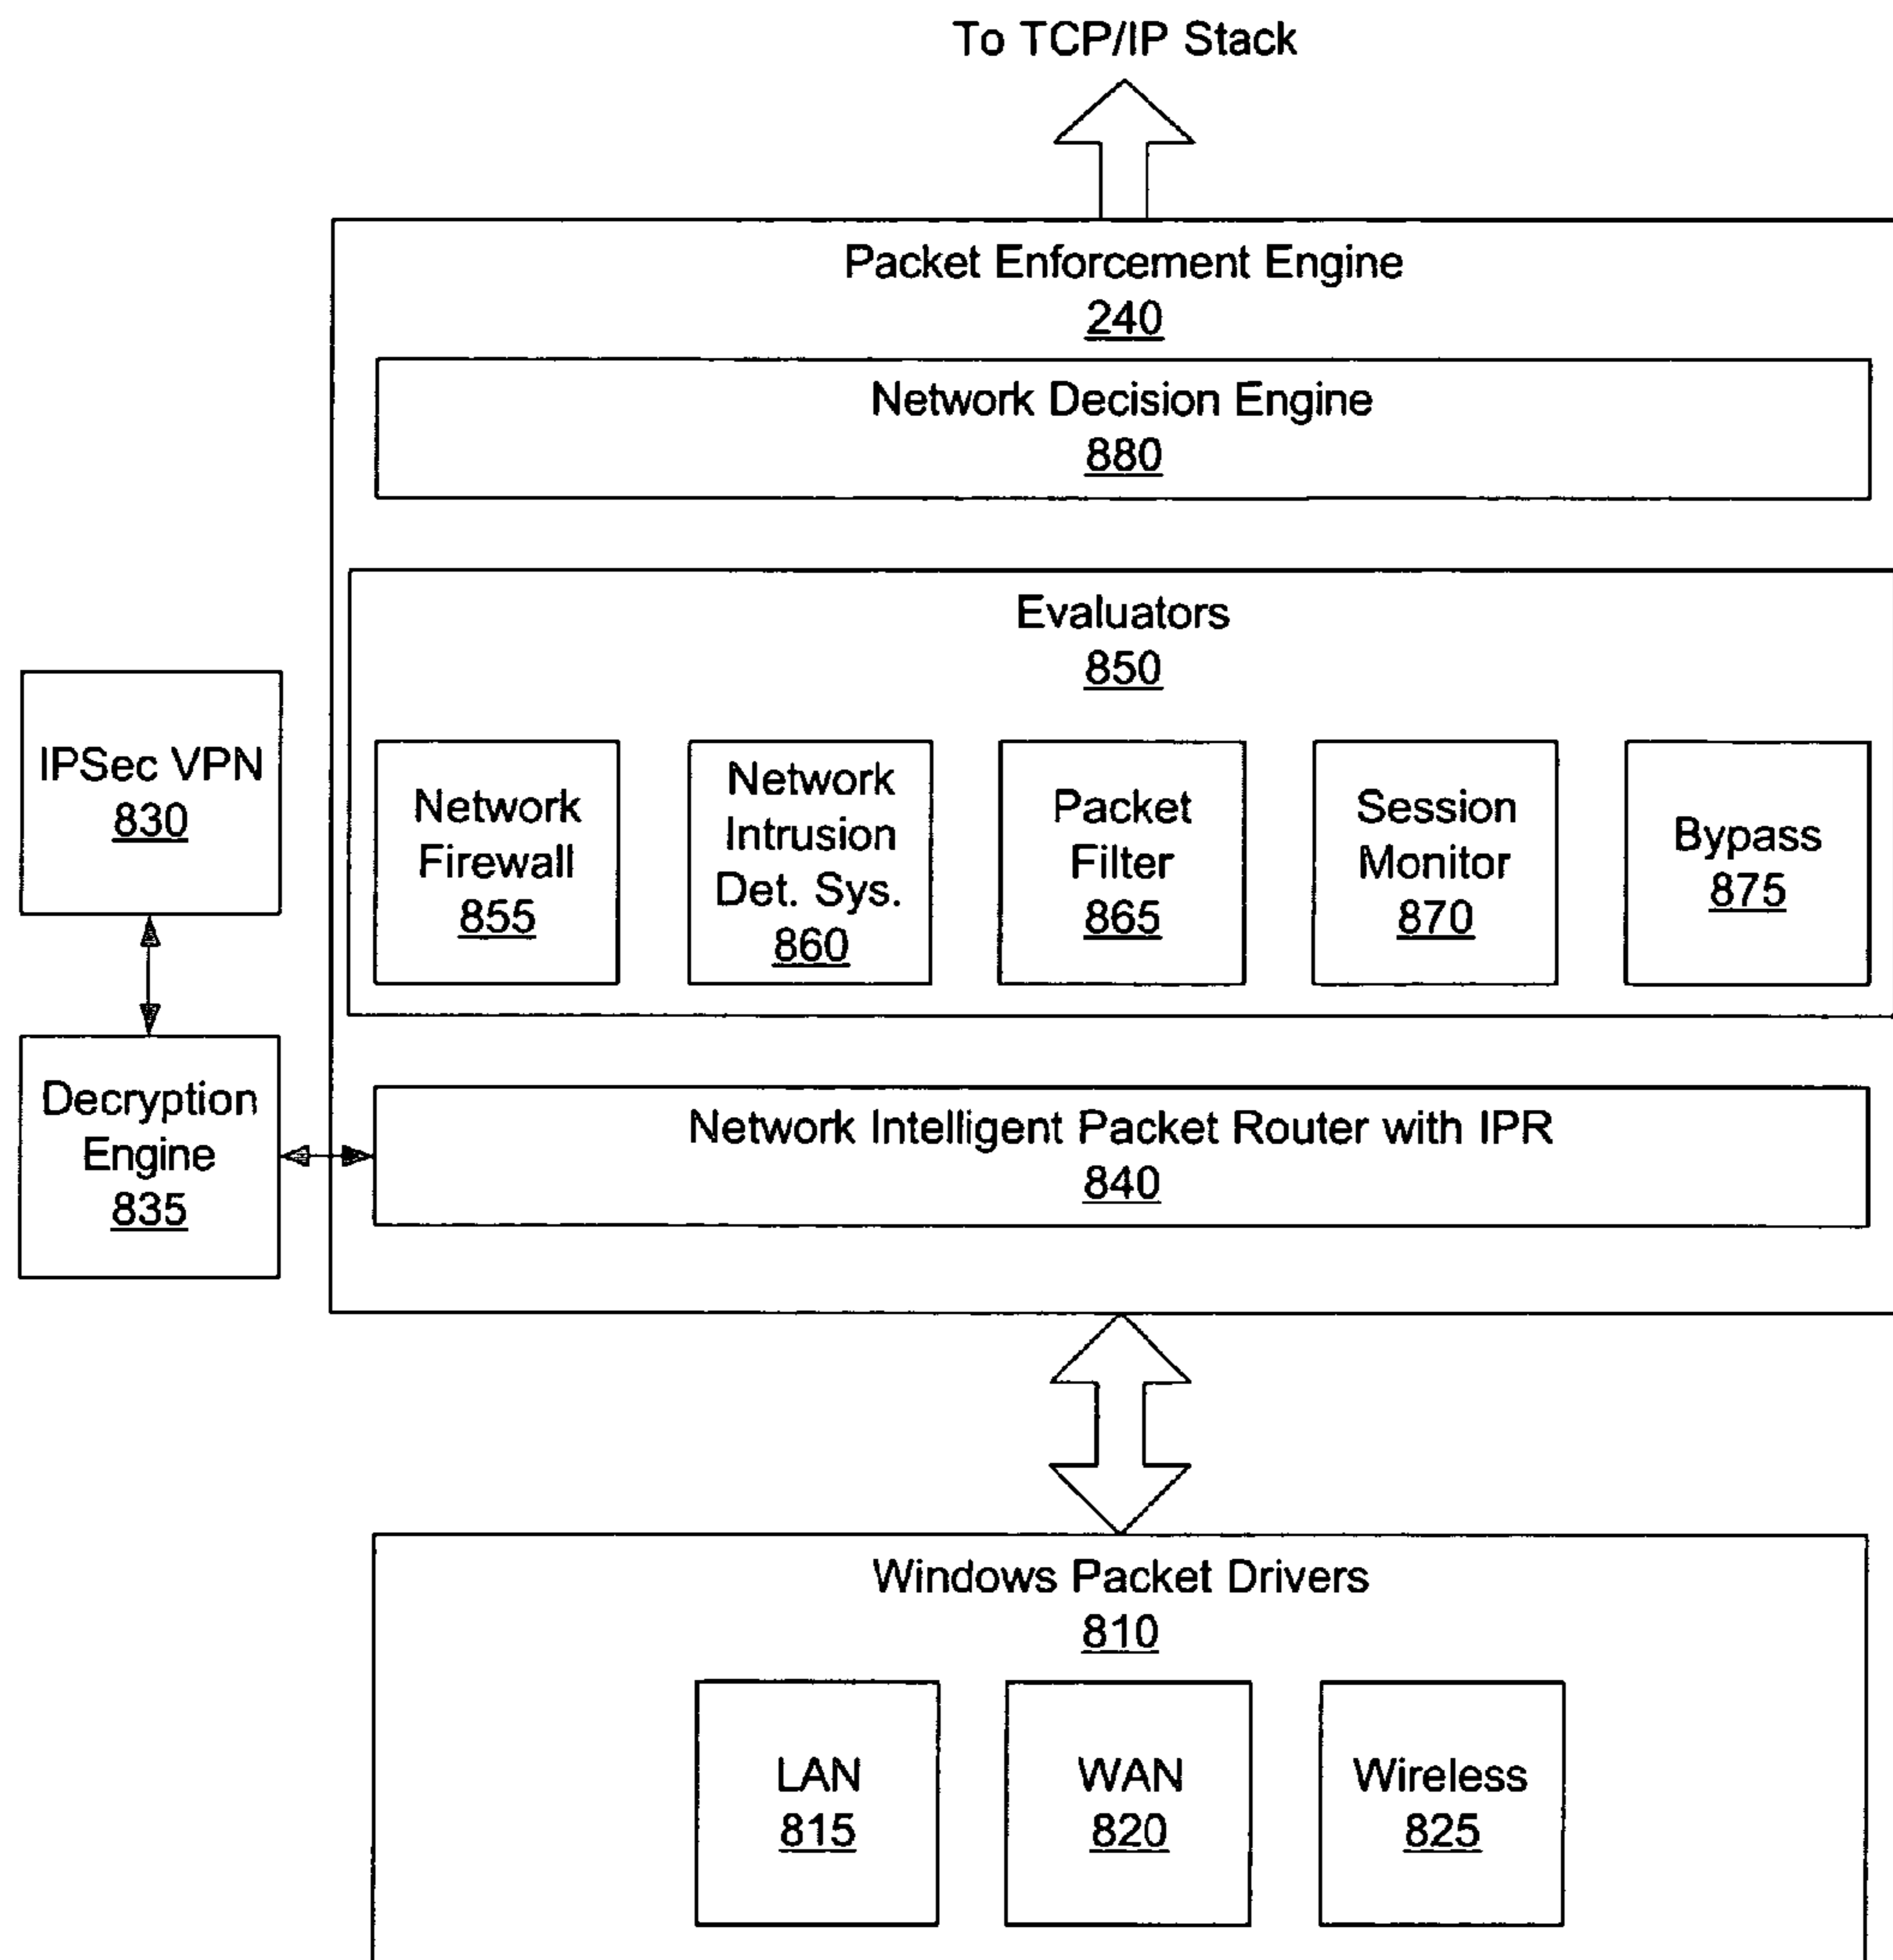 To TCP/IP Stack
Packet Enforcement Engine
240
Network Decision Engine
880
Evaluators
850
IPSec VPN
830
Network
Firewall
855
Network
Intrusion
Det. Sys.
860
Packet
Filter
865
Session
Monitor
870
Bypass
875
Decryption
Engine
835
Network Intelligent Packet Router with IPR
840
Windows Packet Drivers
810
LAN
815
WAN
820
Wireless
825